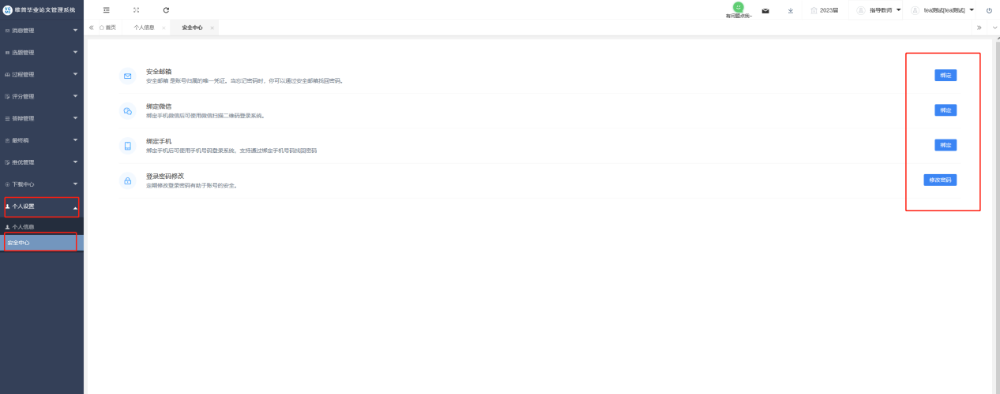 维普毕业论文管理系统
有问题点我~
2023届
指导教师
tea测试[tea测试]
首页
个人信息
安全中心
消息管理
选题管理
过程管理
评分管理
答辩管理
最终稿
推优管理
下载中心
个人设置
个人信息
安全中心
安全邮箱
安全邮箱 是账号归属的唯一凭证。当忘记密码时，你可以通过安全邮箱找回密码。
绑定
绑定微信
绑定手机微信后可使用微信扫描二维码登录系统。
绑定
绑定手机
绑定手机后可使用手机号码登录系统，支持通过绑定手机号码找回密码
绑定
登录密码修改
定期修改登录密码有助于账号的安全。
修改密码